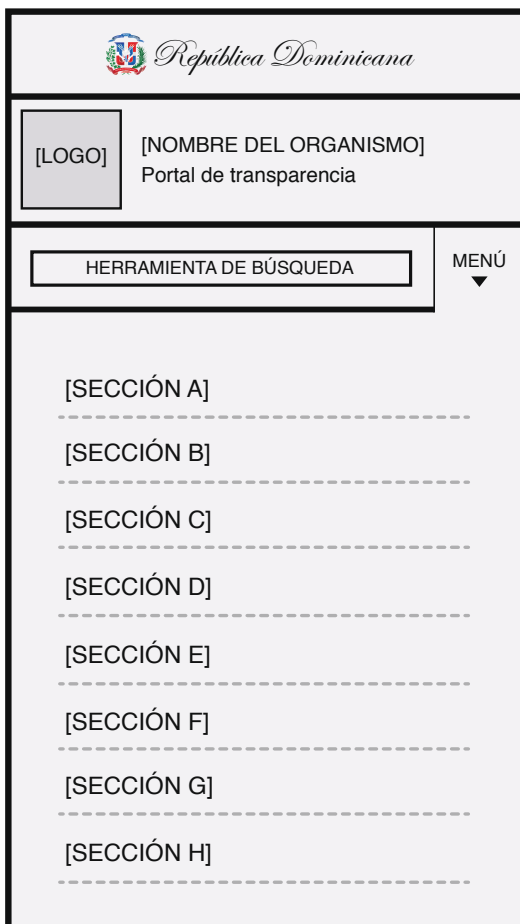 República Dominicana
[LOGO]
[NOMBRE DEL ORGANISMO]
Portal de transparencia
HERRAMIENTA DE BÚSQUEDA
MENÚ
[SECCIÓN A]
[SECCIÓN B]
[SECCIÓN C]
[SECCIÓN D]
[SECCIÓN E]
[SECCIÓN F]
[SECCIÓN G]
[SECCIÓN H]